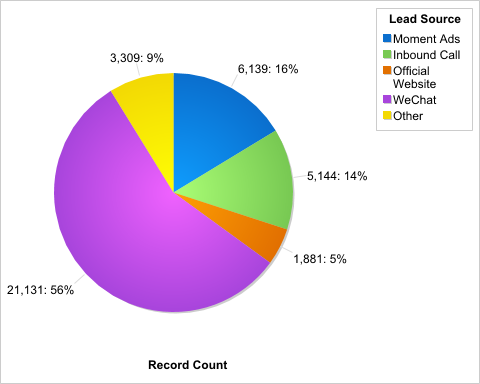 Lead Source
Moment Ads
Inbound Call
Official
Website
WeChat
Other
3,309: 9%
6,139: 16%
5,144: 14%
1,881: 5%
21,131: 56%
Record Count